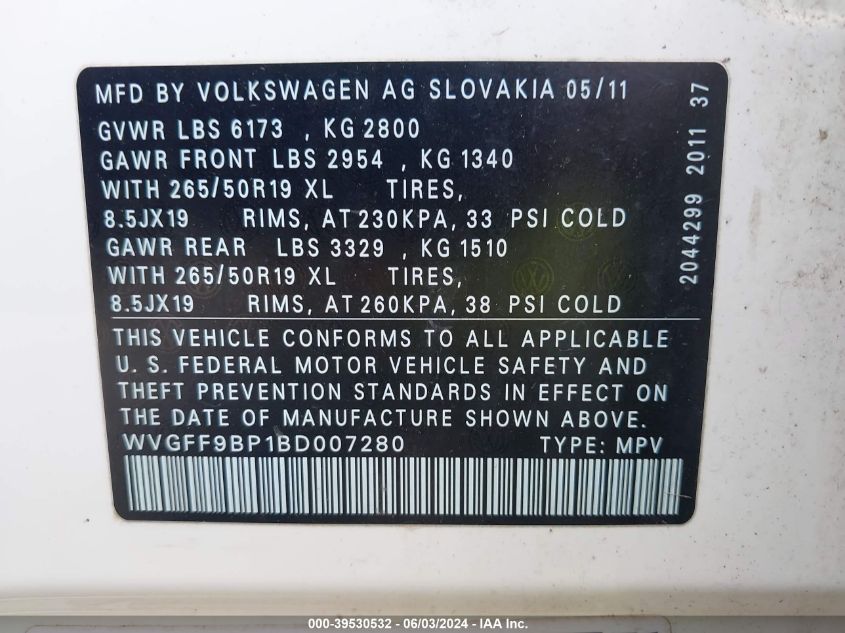 MFD BY VOLKSWAGEN AG SLOVAKIA 05/11
GVWR LBS 6173 , KG 2800
GAWR FRONT LBS 2954 , KG 1340
WITH 265/50R19 XL TIRES,
8.5JX19 RIMS, AT 230KPA, 33 PSI COLD
GAWR REAR LBS 3329 , KG 1510
WITH 265/50R19 XL TIRES,
8.5JX19 RIMS, AT 260KPA, 38 PSI COLD
THIS VEHICLE CONFORMS TO ALL APPLICABLE
U. S. FEDERAL MOTOR VEHICLE SAFETY AND
THEFT PREVENTION STANDARDS IN EFFECT ON
THE DATE OF MANUFACTURE SHOWN ABOVE.
WVGFF9BP1BD007280 TYPE: MPV
2044299 2011 37
000-39530532 - 06/03/2024 - IAA Inc.